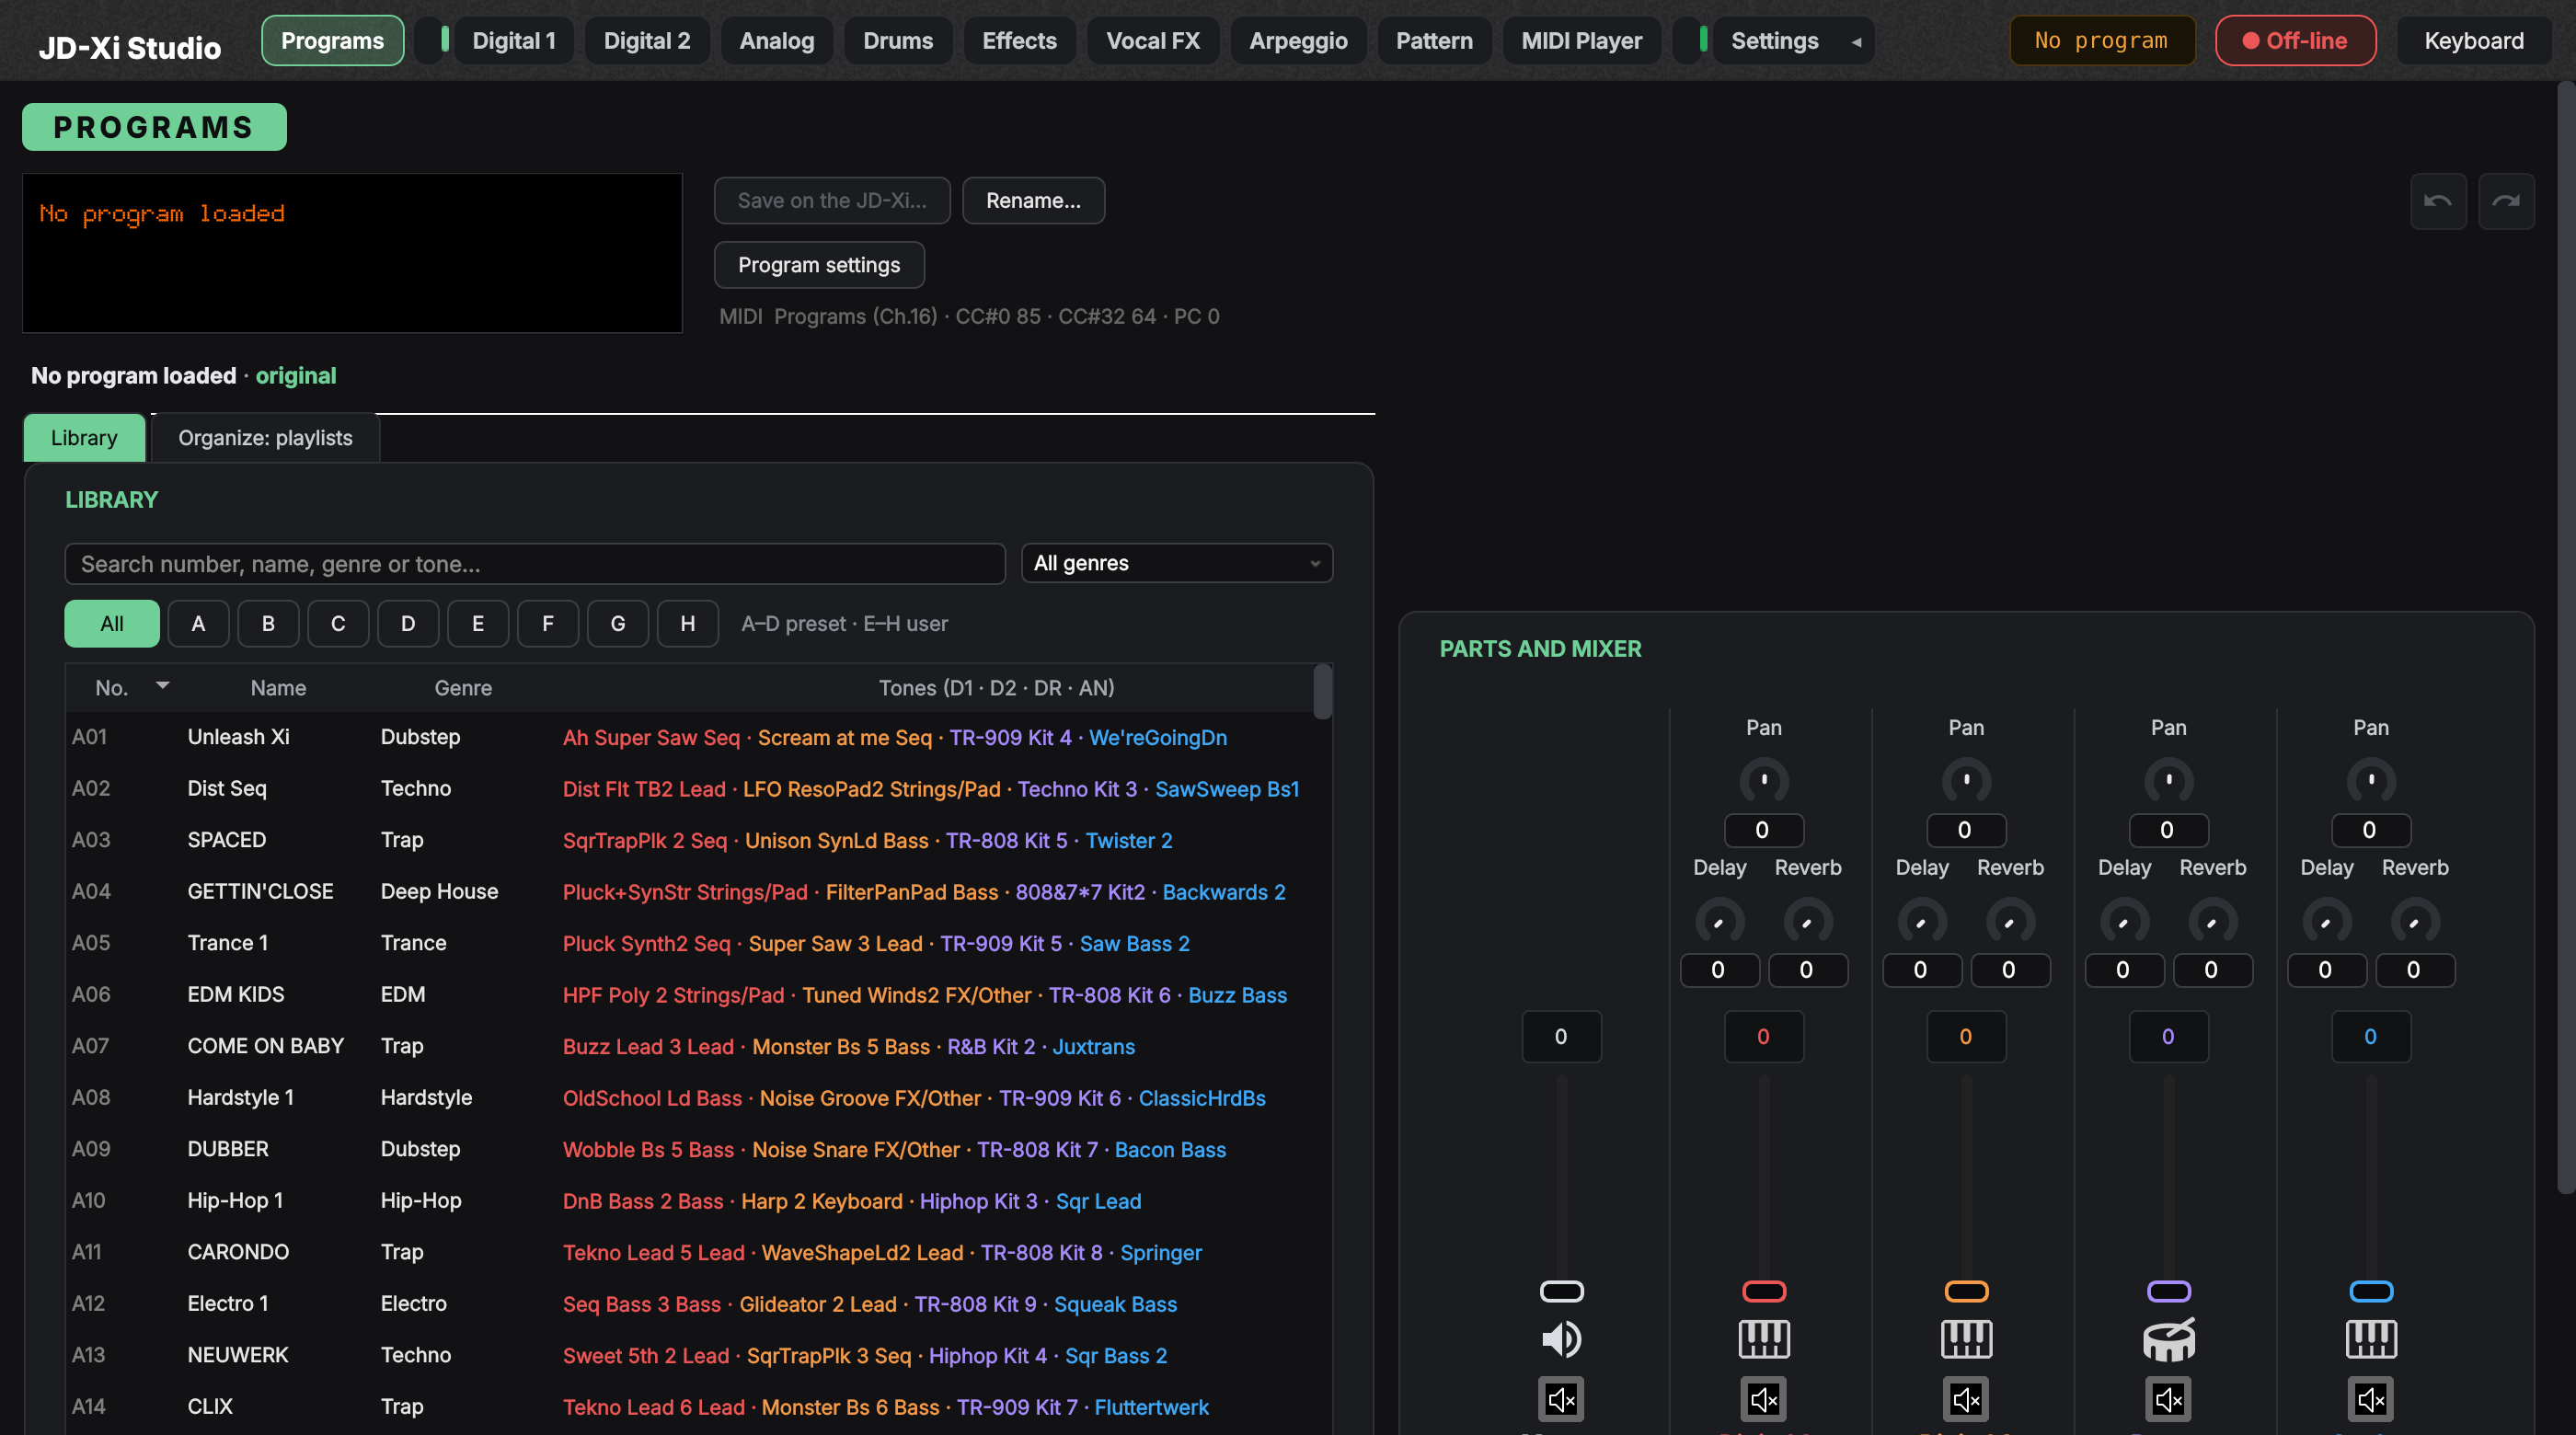 JD-Xi Studio
Programs
Digital 1
Digital 2
Analog
Drums
Effects
Vocal FX
Arpeggio
Pattern
MIDI Player
Settings
No program
Off-line
Keyboard
PROGRAMS
No program loaded
Save on the JD-Xi...
Rename...
Program settings
MIDI Programs (Ch.16) · CC#0 85 · CC#32 64 · PC 0
No program loaded · original
Library
Organize: playlists
LIBRARY
Search number, name, genre or tone...
All genres
All A B C D E F G H A–D preset · E–H user
No. Name Genre Tones (D1 · D2 · DR · AN)
A01 Unleash Xi Dubstep Ah Super Saw Seq · Scream at me Seq · TR-909 Kit 4 · We'reGoingDn
A02 Dist Seq Techno Dist Flt TB2 Lead · LFO ResoPad2 Strings/Pad · Techno Kit 3 · SawSweep Bs1
A03 SPACED Trap SqrTrapPlk 2 Seq · Unison SynLd Bass · TR-808 Kit 5 · Twister 2
A04 GETTIN'CLOSE Deep House Pluck+SynStr Strings/Pad · FilterPanPad Bass · 808&7*7 Kit2 · Backwards 2
A05 Trance 1 Trance Pluck Synth2 Seq · Super Saw 3 Lead · TR-909 Kit 5 · Saw Bass 2
A06 EDM KIDS EDM HPF Poly 2 Strings/Pad · Tuned Winds2 FX/Other · TR-808 Kit 6 · Buzz Bass
A07 COME ON BABY Trap Buzz Lead 3 Lead · Monster Bs 5 Bass · R&B Kit 2 · Juxtrans
A08 Hardstyle 1 Hardstyle OldSchool Ld Bass · Noise Groove FX/Other · TR-909 Kit 6 · ClassicHrdBs
A09 DUBBER Dubstep Wobble Bs 5 Bass · Noise Snare FX/Other · TR-808 Kit 7 · Bacon Bass
A10 Hip-Hop 1 Hip-Hop DnB Bass 2 Bass · Harp 2 Keyboard · Hiphop Kit 3 · Sqr Lead
A11 CARONDO Trap Tekno Lead 5 Lead · WaveShapeLd2 Lead · TR-808 Kit 8 · Springer
A12 Electro 1 Electro Seq Bass 3 Bass · Glideator 2 Lead · TR-808 Kit 9 · Squeak Bass
A13 NEUWERK Techno Sweet 5th 2 Lead · SqrTrapPlk 3 Seq · Hiphop Kit 4 · Sqr Bass 2
A14 CLIX Trap Tekno Lead 6 Lead · Monster Bs 6 Bass · TR-909 Kit 7 · Fluttertwerk
PARTS AND MIXER
Pan Pan Pan Pan
0 0 0 0
Delay Reverb Delay Reverb Delay Reverb Delay Reverb
0 0 0 0 0 0 0 0
0 0 0 0 0